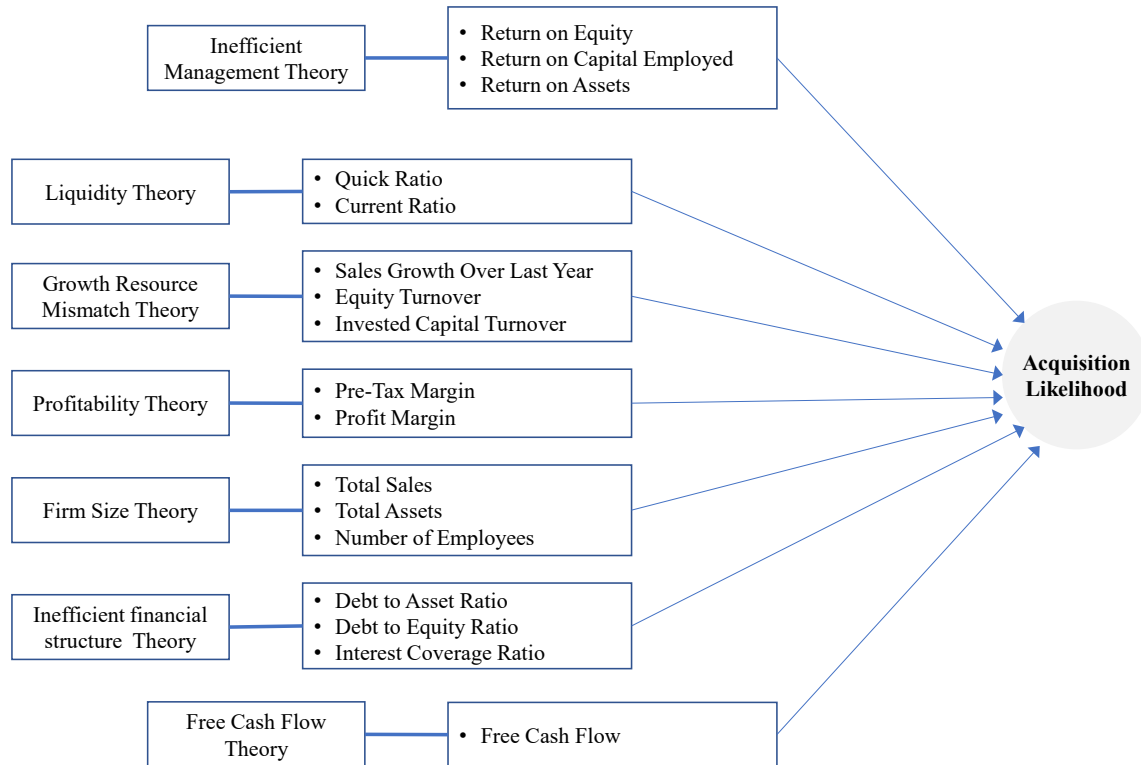 Inefficient
Management Theory
• Return on Equity
• Return on Capital Employed
• Return on Assets
Liquidity Theory
• Quick Ratio
• Current Ratio
Growth Resource
Mismatch Theory
• Sales Growth Over Last Year
• Equity Turnover
• Invested Capital Turnover
Profitability Theory
• Pre-Tax Margin
• Profit Margin
Firm Size Theory
• Total Sales
• Total Assets
• Number of Employees
Inefficient financial
structure  Theory
• Debt to Asset Ratio
• Debt to Equity Ratio
• Interest Coverage Ratio
Free Cash Flow
Theory
• Free Cash Flow
Acquisition
Likelihood